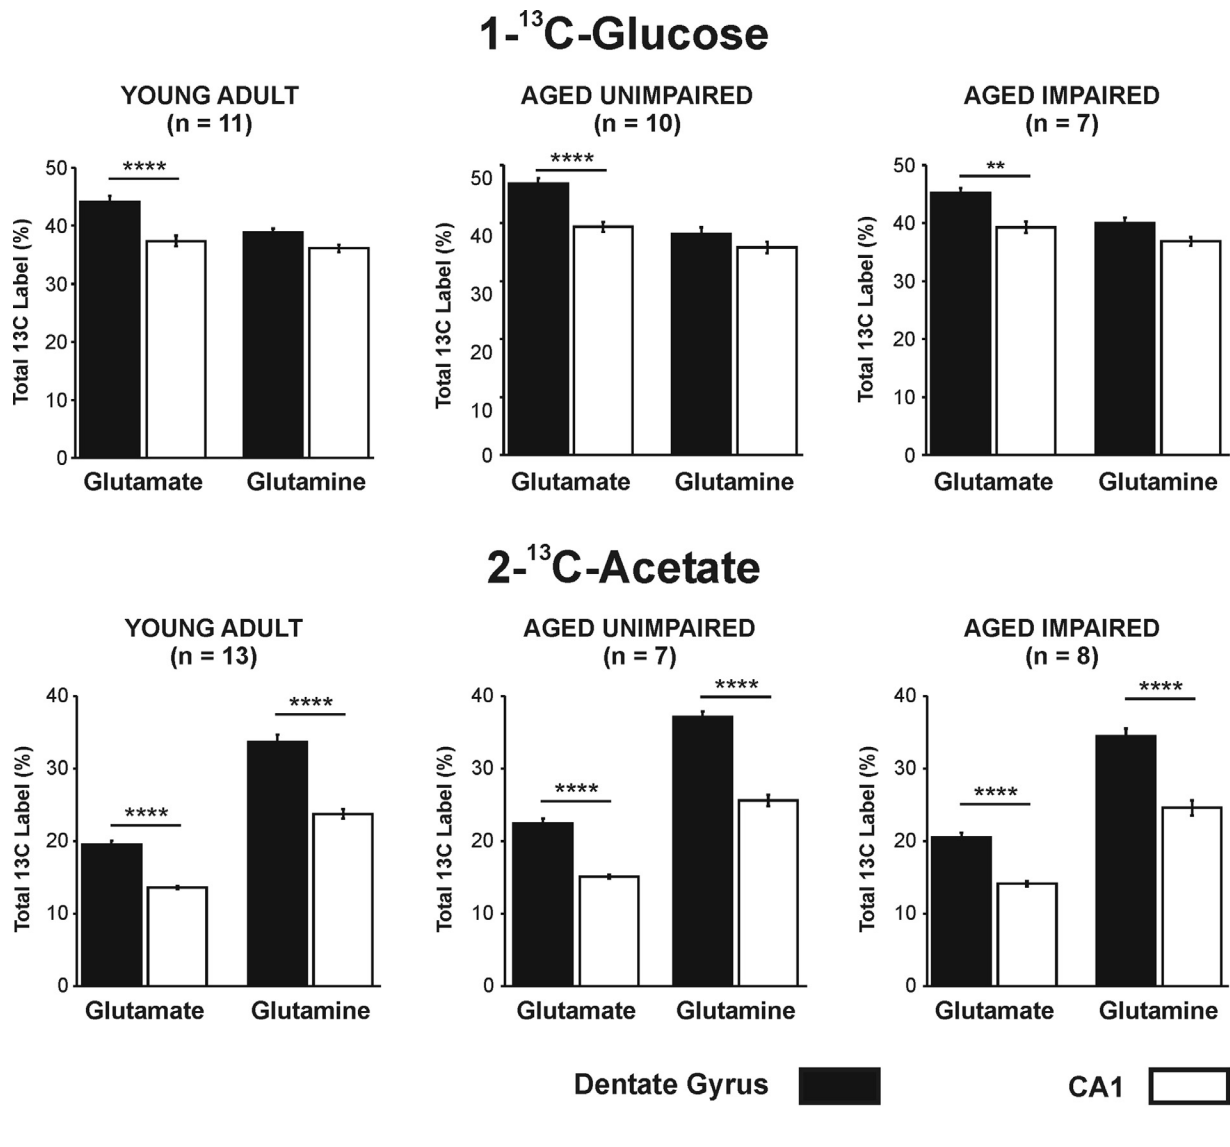 1-¹³C-Glucose
YOUNG ADULT
(n = 11)
AGED UNIMPAIRED
(n = 10)
AGED IMPAIRED
(n = 7)
Total 13C Label (%)
50
40
30
20
10
0
****
Glutamate
Glutamine
Total 13C Label (%)
50
40
30
20
10
0
****
Glutamate
Glutamine
Total 13C Label (%)
50
40
30
20
10
0
**
Glutamate
Glutamine
2-¹³C-Acetate
YOUNG ADULT
(n = 13)
AGED UNIMPAIRED
(n = 7)
AGED IMPAIRED
(n = 8)
Total 13C Label (%)
40
30
20
10
0
****
****
Glutamate
Glutamine
Total 13C Label (%)
40
30
20
10
0
****
****
Glutamate
Glutamine
Total 13C Label (%)
40
30
20
10
0
****
****
Glutamate
Glutamine
Dentate Gyrus
CA1